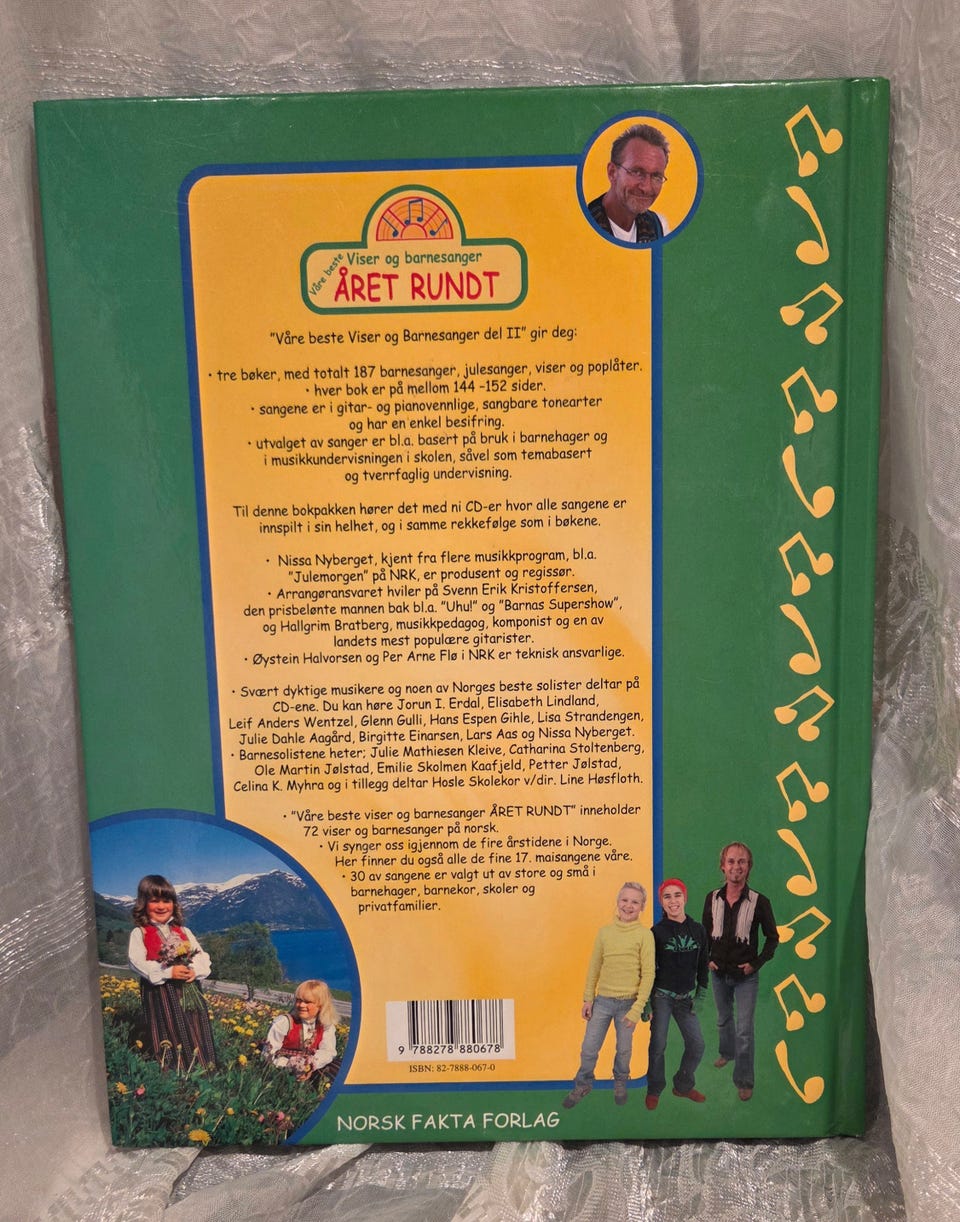 Våre beste Viser og barnesanger
ÅRET RUNDT
"Våre beste Viser og Barnesanger del II" gir deg:
• tre bøker, med totalt 187 barnesanger, julesanger, viser og poplåter.
• hver bok er på mellom 144 -152 sider.
• sangene er i gitar- og pianovennlige, sangbare tonearter
og har en enkel besifring.
• utvalget av sanger er bl.a. basert på bruk i barnehager og
i musikkundervisningen i skolen, såvel som temabasert
og tverrfaglig undervisning.
Til denne bokpakken hører det med ni CD-er hvor alle sangene er
innspilt i sin helhet, og i samme rekkefølge som i bøkene.
• Nissa Nyberget, kjent fra flere musikkprogram, bl.a.
"Julemorgen" på NRK, er produsent og regissør.
• Arrangøransvaret hviler på Svenn Erik Kristoffersen,
den prisbelønte mannen bak bl.a. "Uhu!" og "Barnas Supershow",
og Hallgrim Bratberg, musikkpedagog, komponist og en av
landets mest populære gitarister.
• Øystein Halvorsen og Per Arne Flø i NRK er teknisk ansvarlige.
• Svært dyktige musikere og noen av Norges beste solister deltar på
CD-ene. Du kan høre Jorun I. Erdal, Elisabeth Lindland,
Leif Anders Wentzel, Glenn Gulli, Hans Espen Gihle, Lisa Strandengen,
Julie Dahle Aagård, Birgitte Einarsen, Lars Aas og Nissa Nyberget.
• Barnesolistene heter; Julie Mathiesen Kleive, Catharina Stoltenberg,
Ole Martin Jølstad, Emilie Skolmen Kaafjeld, Petter Jølstad,
Celina K. Myhra og i tillegg deltar Hosle Skolekor v/dir. Line Høsfloth.
• "Våre beste viser og barnesanger ÅRET RUNDT" inneholder
72 viser og barnesanger på norsk.
• Vi synger oss igjennom de fire årstidene i Norge.
Her finner du også alle de fine 17. maisangene våre.
• 30 av sangene er valgt ut av store og små i
barnehager, barnekor, skoler og
privatfamilier.
9 788278 880678
ISBN: 82-7888-067-0
NORSK FAKTA FORLAG